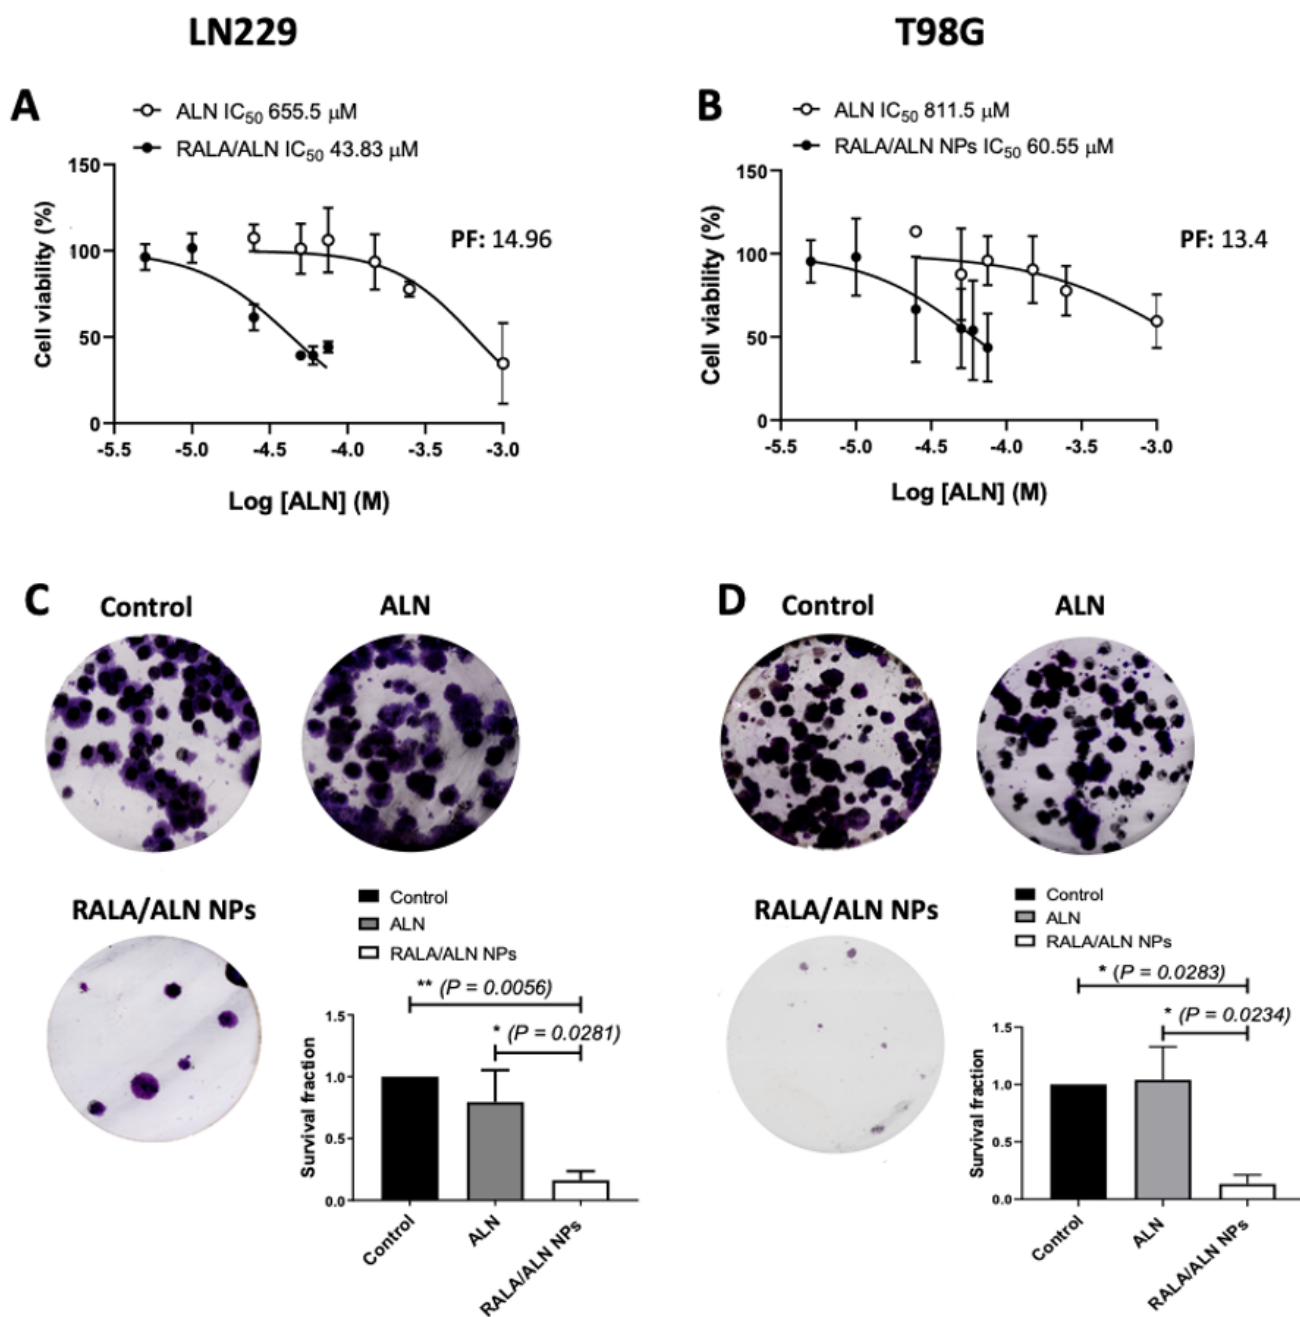 LN229
T98G
A
ALN IC50 655.5 μM
RALA/ALN IC50 43.83 μM
PF: 14.96
Cell viability (%)
150
100
50
0
-5.5 -5.0 -4.5 -4.0 -3.5 -3.0
Log [ALN] (M)
B
ALN IC50 811.5 μM
RALA/ALN NPs IC50 60.55 μM
PF: 13.4
Cell viability (%)
150
100
50
0
-5.5 -5.0 -4.5 -4.0 -3.5 -3.0
Log [ALN] (M)
C
Control
ALN
RALA/ALN NPs
Control
ALN
RALA/ALN NPs
** (P = 0.0056)
* (P = 0.0281)
Survival fraction
1.5
1.0
0.5
0.0
Control
ALN
RALA/ALN NPs
D
Control
ALN
RALA/ALN NPs
Control
ALN
RALA/ALN NPs
* (P = 0.0283)
* (P = 0.0234)
Survival fraction
1.5
1.0
0.5
0.0
Control
ALN
RALA/ALN NPs